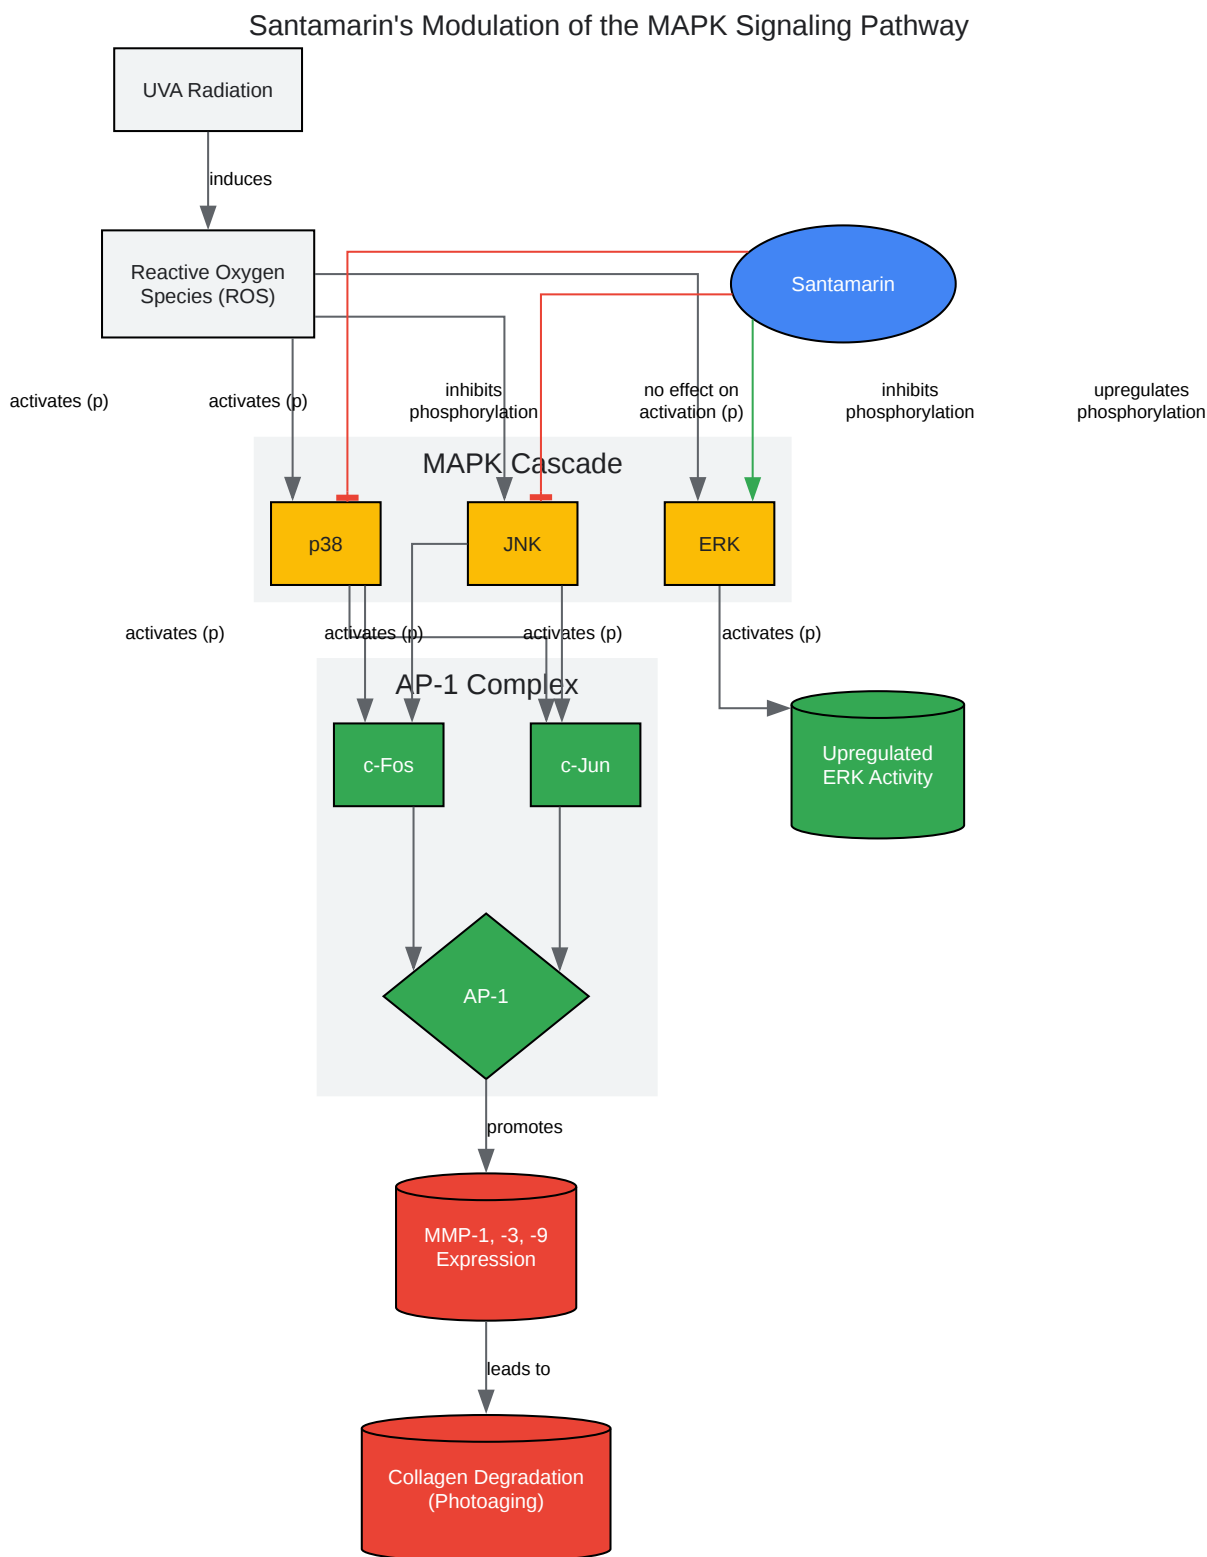 Santamarin's Modulation of the MAPK Signaling Pathway
UVA Radiation
induces
Reactive Oxygen
Species (ROS)
Santamarin
activates (p)
activates (p)
inhibits
phosphorylation
no effect on
activation (p)
inhibits
phosphorylation
upregulates
phosphorylation
MAPK Cascade
p38
JNK
ERK
activates (p)
activates (p)
activates (p)
activates (p)
AP-1 Complex
c-Fos
c-Jun
Upregulated
ERK Activity
AP-1
promotes
MMP-1, -3, -9
Expression
leads to
Collagen Degradation
(Photoaging)